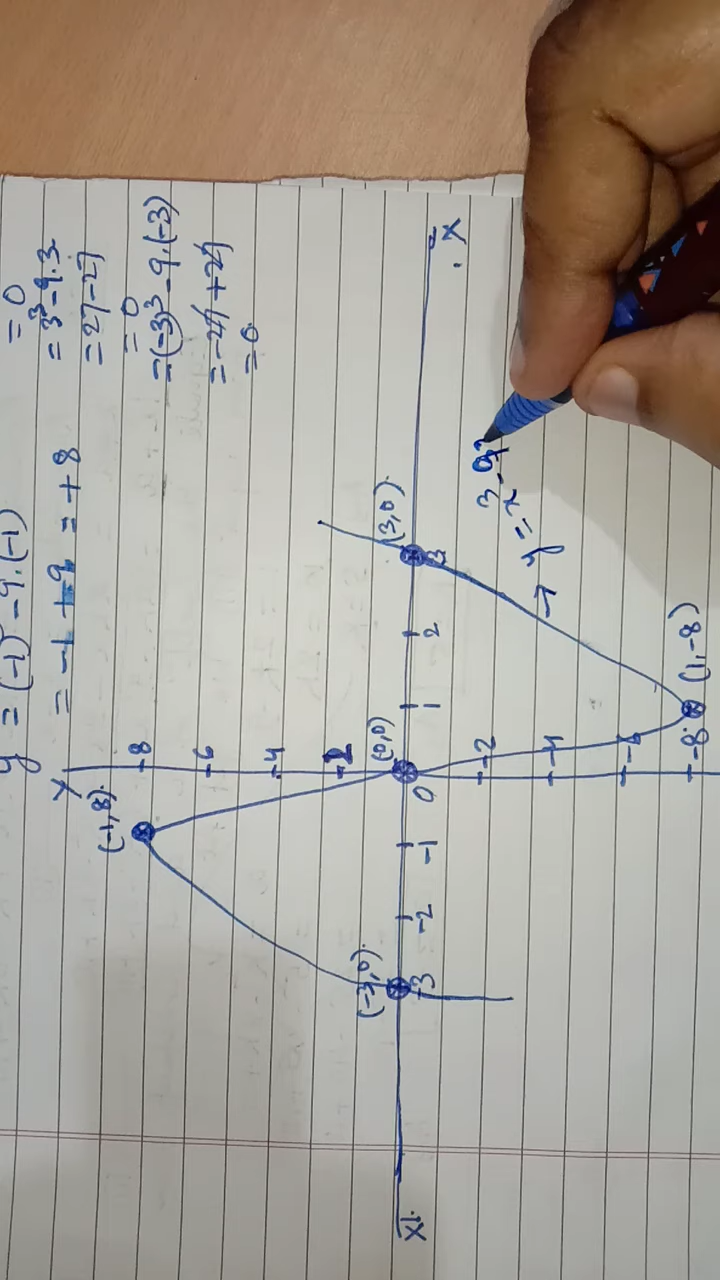 y = (-1)³ - 9.(-1)
= -1 + 9 = +8
= 0
= 3³ - 9.3
= 27 - 27
= 0
= (-3)³ - 9.(-3)
= -27 + 27
= 0
Y
(-1,8).
8
6
4
2
(0,0)
(3,0).
(-3,0).
X'
-3
-2
-1
0
1
2
3
X.
-2
-4
-6
-8
(1,-8)
→ y = x³ - 9x